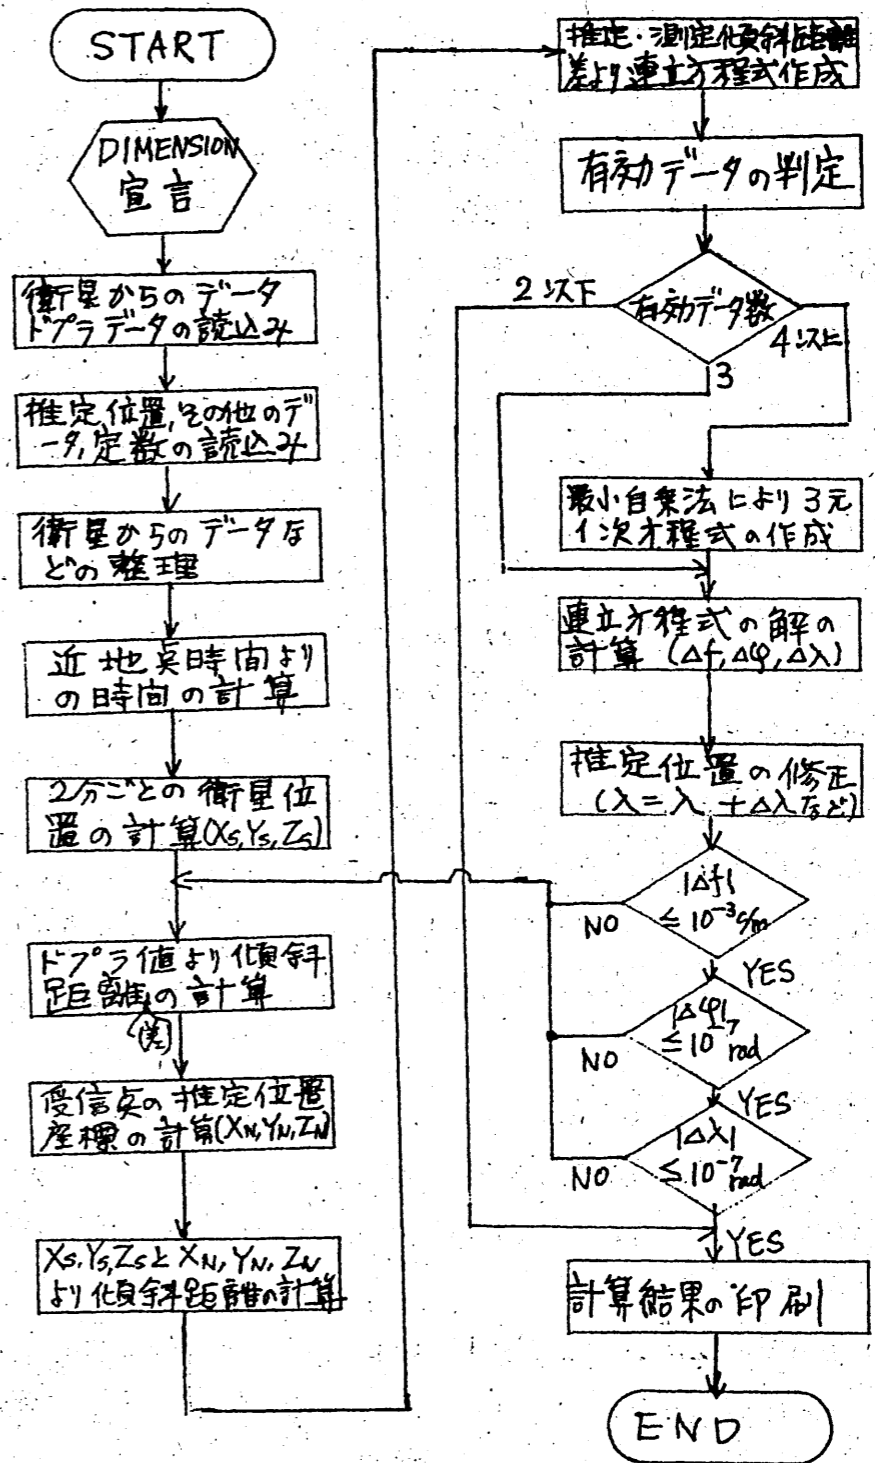 START
DIMENSION
宣言
衛星からのデータ
ドプラデータの読込み
推定位置,その他のデ
ータ,定数の読込み
衛星からのデータな
どの整理
近地点時間より
の時間の計算
2分ごとの衛星位
置の計算(Xs,Ys,Zs)
ドプラ値より傾斜
距離の計算
(差)
受信点の推定位置
座標の計算(XN,YN,ZN)
Xs,Ys,ZsとXN,YN,ZN
より傾斜距離の計算
推定・測定傾斜距離
差より連立方程式作成
有効データの判定
2以下
有効データ数
4以上
3
最小自乗法により3元
1次方程式の作成
連立方程式の解の
計算(Δf,Δφ,Δλ)
推定位置の修正
(λ=λ+Δλなど)
|Δf|
≤10⁻³c/m
NO
YES
|Δφ|
≤10⁻⁷rad
NO
YES
|Δλ|
≤10⁻⁷rad
NO
YES
計算結果の印刷
END